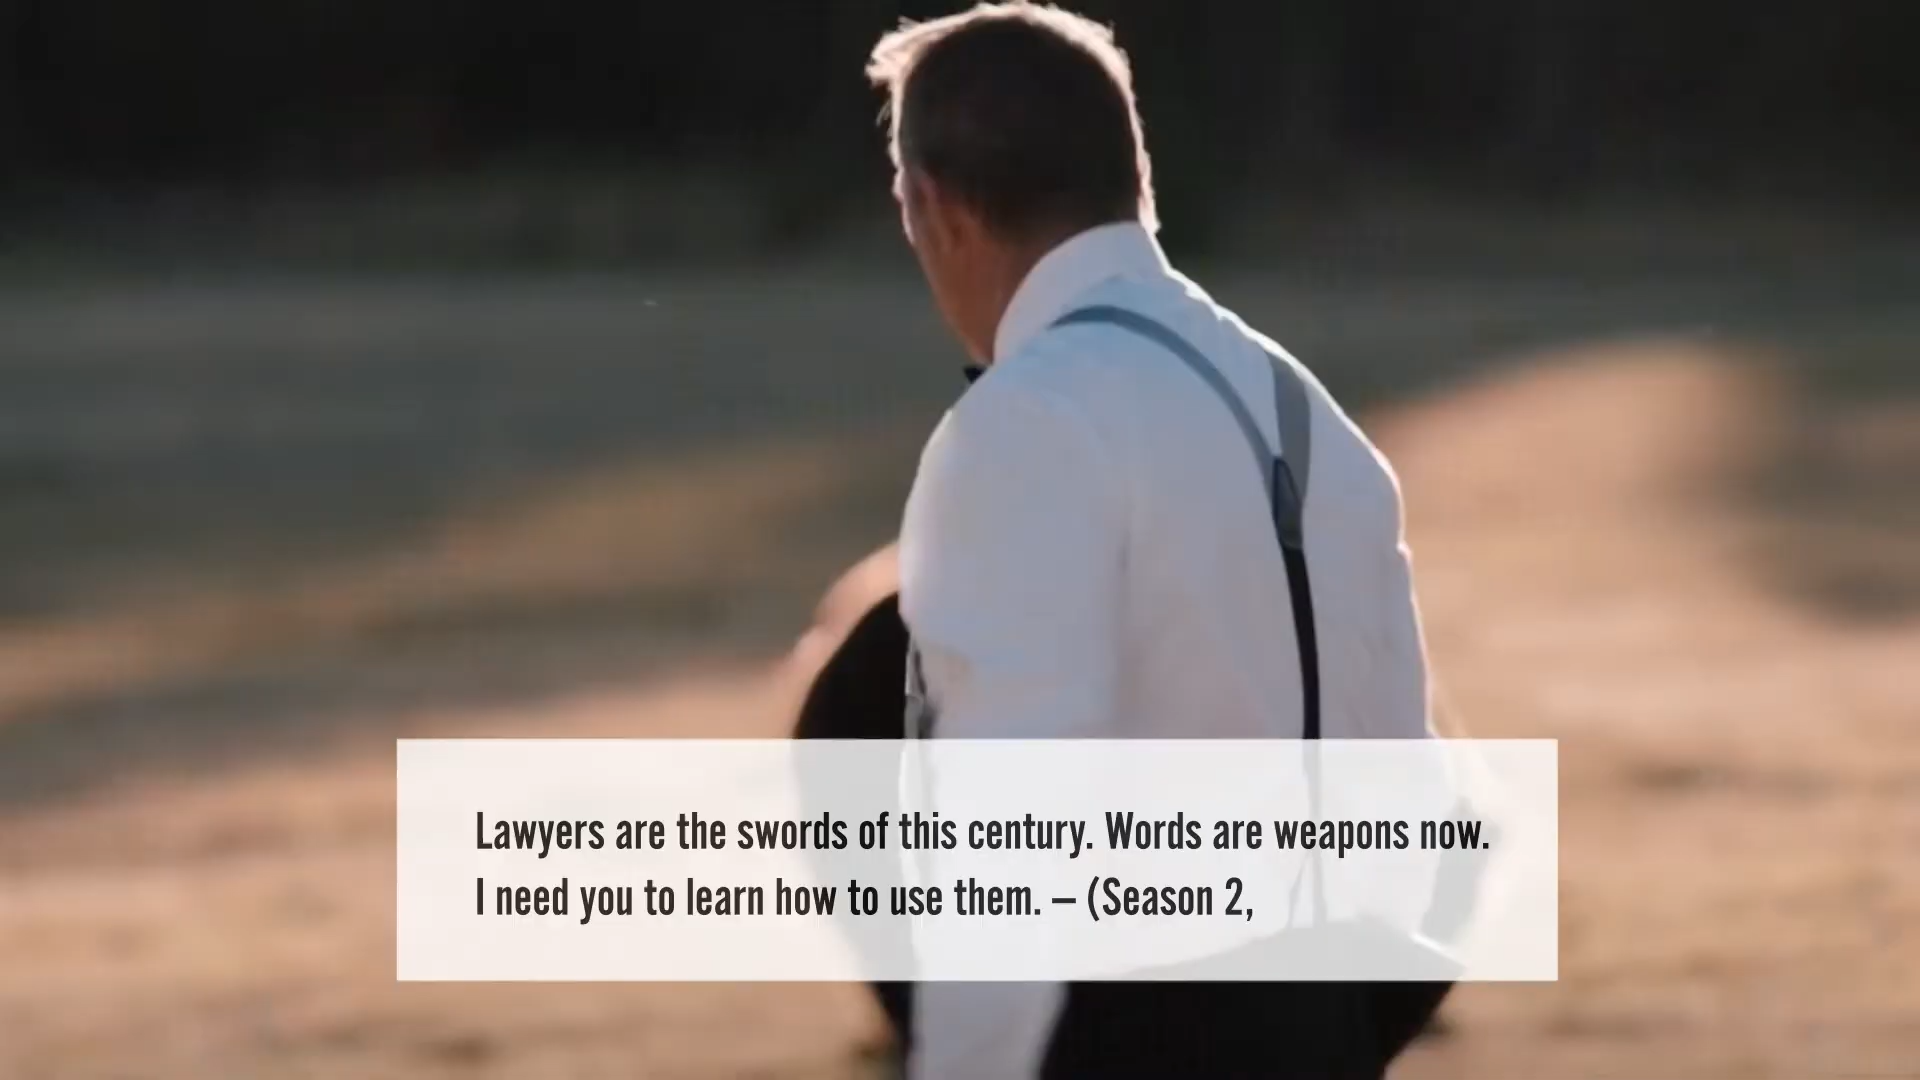 Lawyers are the swords of this century. Words are weapons now.
I need you to learn how to use them. – (Season 2,